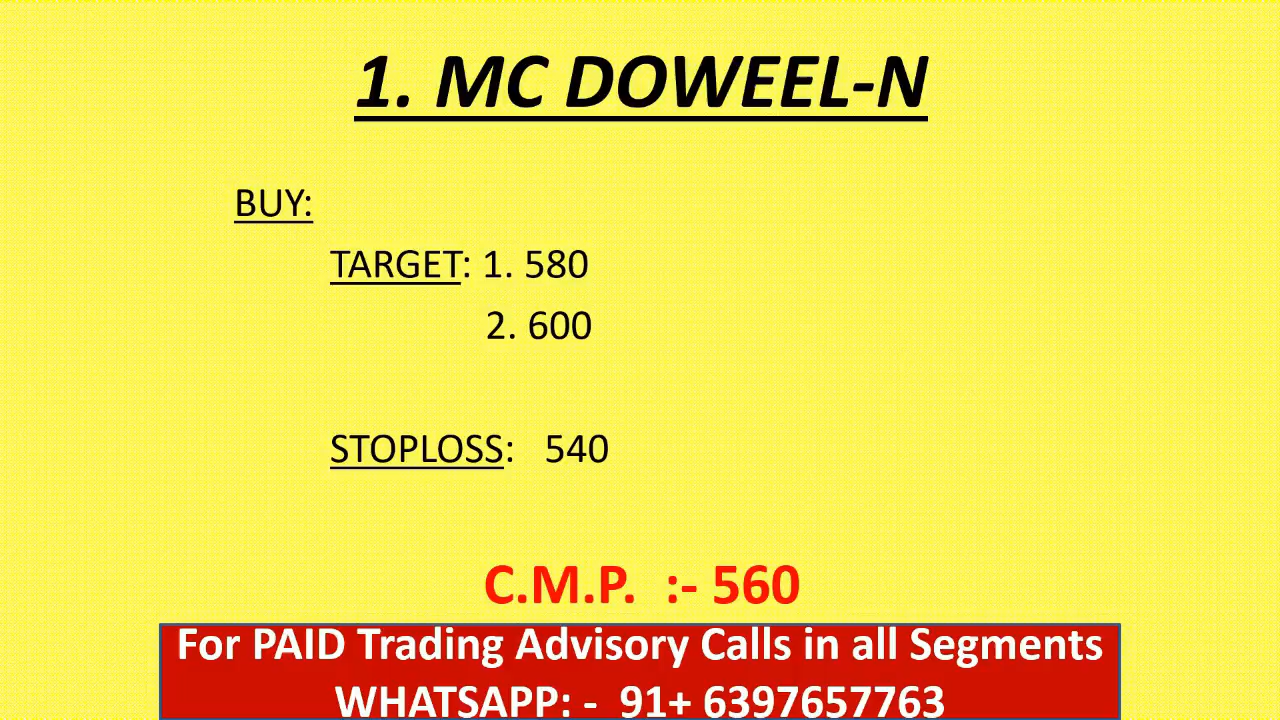 1. MC DOWEEL-N
BUY:
TARGET: 1. 580
2. 600
STOPLOSS: 540
C.M.P. :- 560
For PAID Trading Advisory Calls in all Segments
WHATSAPP: - 91+ 6397657763